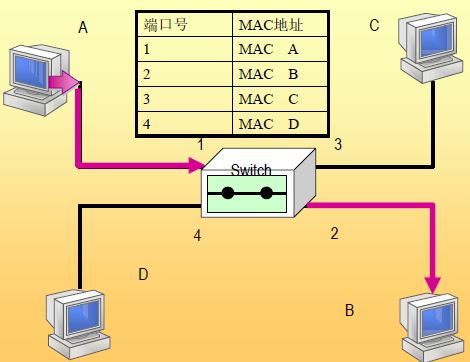 A
端口号 MAC地址
1 MAC A
2 MAC B
3 MAC C
4 MAC D
C
1
3
Switch
4
2
D
B